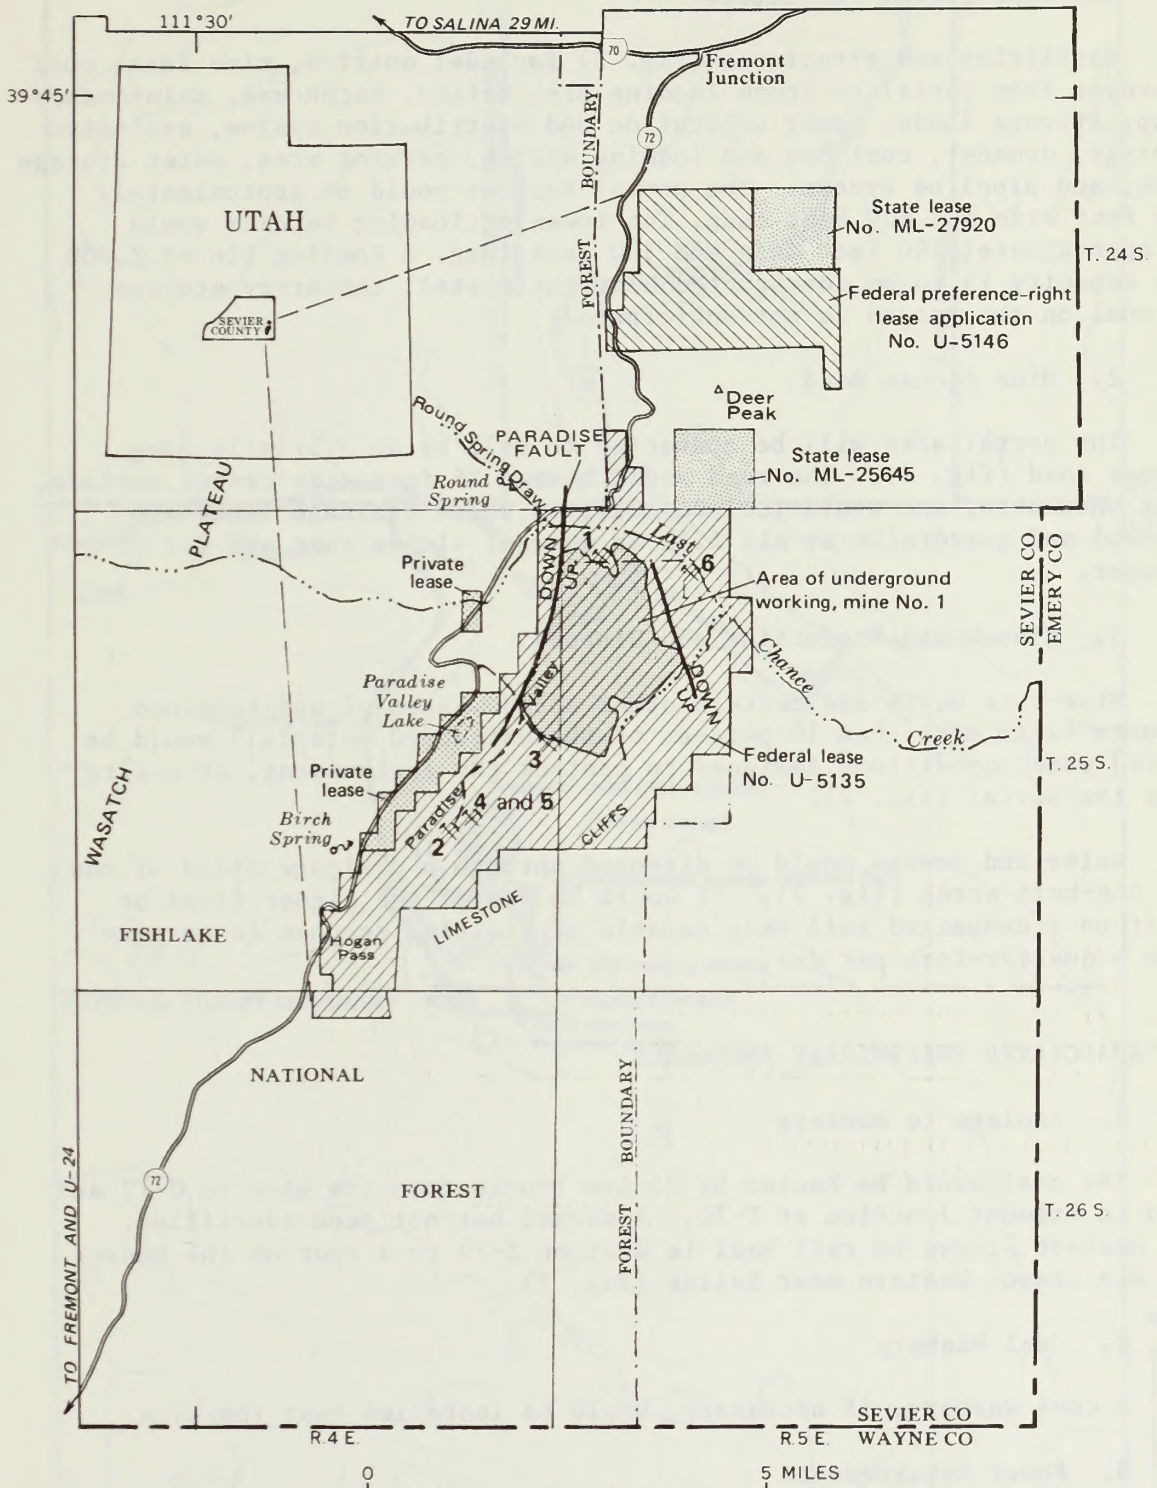 111°30'
TO SALINA 29 MI.
70
Fremont
Junction
39°45'
72
FOREST BOUNDARY
UTAH
State lease
No. ML-27920
T. 24 S.
SEVIER
COUNTY
Federal preference-right
lease application
No. U-5146
Deer
Peak
Round Spring Draw
PARADISE
FAULT
State lease
No. ML-25645
PLATEAU
Round
Spring
DOWN
UP
1
Last
6
Private
lease
Area of underground
working, mine No. 1
SEVIER CO
EMERY CO
Chance
Paradise
Valley
Lake
Valley
DOWN
UP
Creek
3
Federal lease
No. U-5135
T. 25 S.
Private
lease
WASATCH
Paradise
4 and 5
Birch
Spring
2
CLIFFS
LIMESTONE
FISHLAKE
Hogan
Pass
NATIONAL
FOREST BOUNDARY
72
FOREST
T. 26 S.
TO FREMONT AND U-24
SEVIER CO
R.4 E.
R.5 E.
WAYNE CO
0
5 MILES